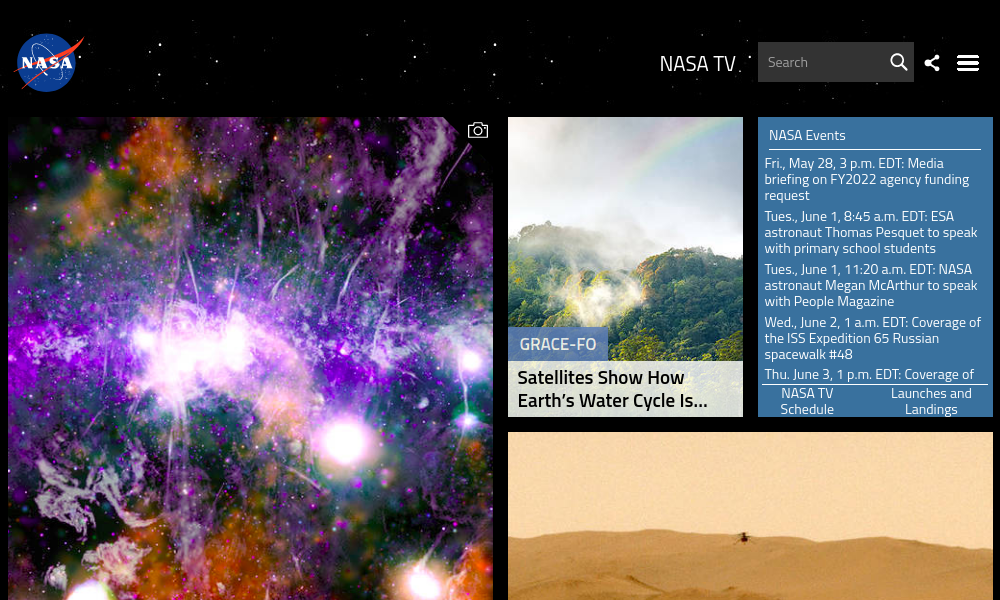 NASA
NASA TV
Search
NASA Events
Fri., May 28, 3 p.m. EDT: Media
briefing on FY2022 agency funding
request
Tues., June 1, 8:45 a.m. EDT: ESA
astronaut Thomas Pesquet to speak
with primary school students
Tues., June 1, 11:20 a.m. EDT: NASA
astronaut Megan McArthur to speak
with People Magazine
Wed., June 2, 1 a.m. EDT: Coverage of
the ISS Expedition 65 Russian
spacewalk #48
Thu. June 3, 1 p.m. EDT: Coverage of
NASA TV
Schedule
Launches and
Landings
GRACE-FO
Satellites Show How
Earth’s Water Cycle Is...